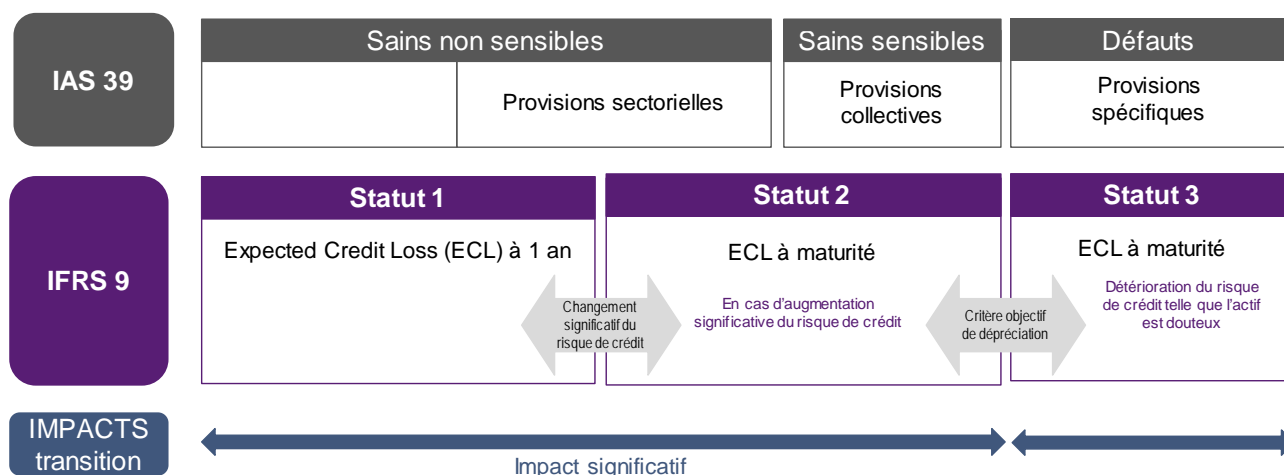 IAS 39
Sains non sensibles
Sains sensibles
Défauts
Provisions sectorielles
Provisions
collectives
Provisions
spécifiques
IFRS 9
Statut 1
Statut 2
Statut 3
Expected Credit Loss (ECL) à 1 an
ECL à maturité
ECL à maturité
Changement
significatif du
risque de crédit
En cas d'augmentation
significative du risque de crédit
Critère objectif
de dépréciation
Détérioration du risque
de crédit telle que l'actif
est douteux
IMPACTS
transition
Impact significatif